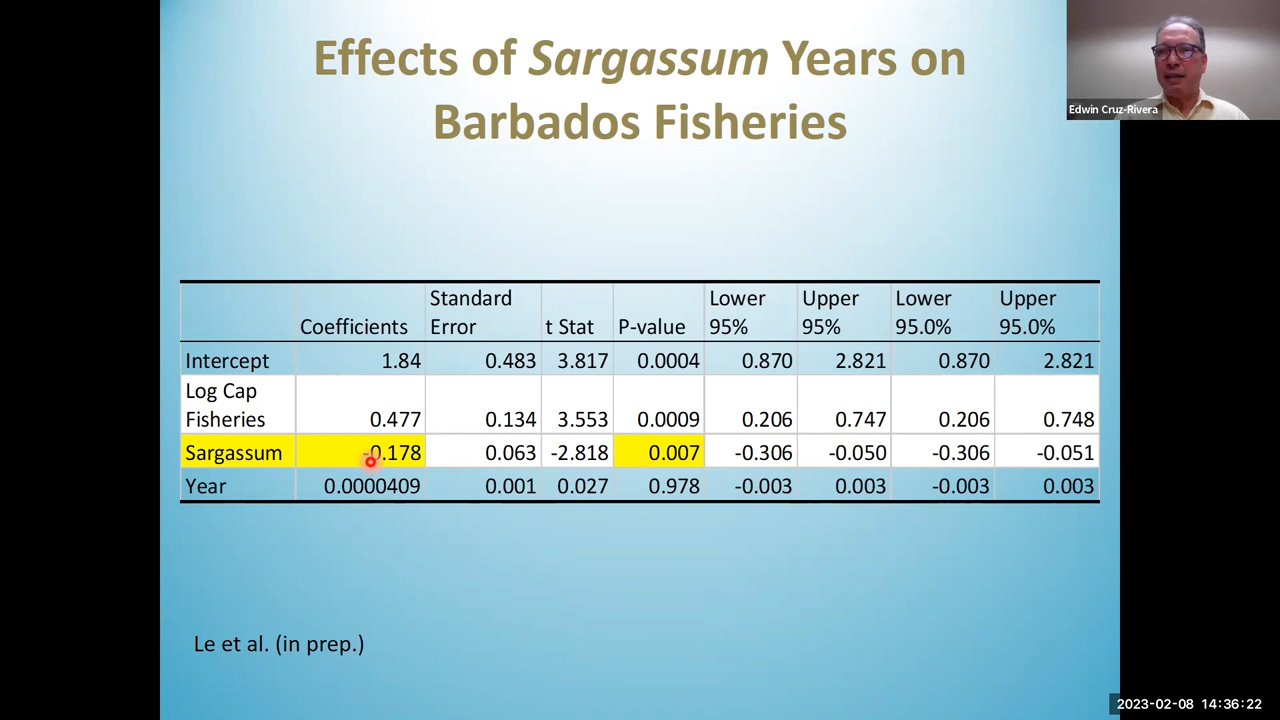 Effects of Sargassum Years on
Barbados Fisheries
Edwin Cruz-Rivera
Coefficients Standard Error t Stat P-value Lower 95% Upper 95% Lower 95.0% Upper 95.0%
Intercept 1.84 0.483 3.817 0.0004 0.870 2.821 0.870 2.821
Log Cap Fisheries 0.477 0.134 3.553 0.0009 0.206 0.747 0.206 0.748
Sargassum -0.178 0.063 -2.818 0.007 -0.306 -0.050 -0.306 -0.051
Year 0.0000409 0.001 0.027 0.978 -0.003 0.003 -0.003 0.003
Le et al. (in prep.)
2023-02-08 14:36:22